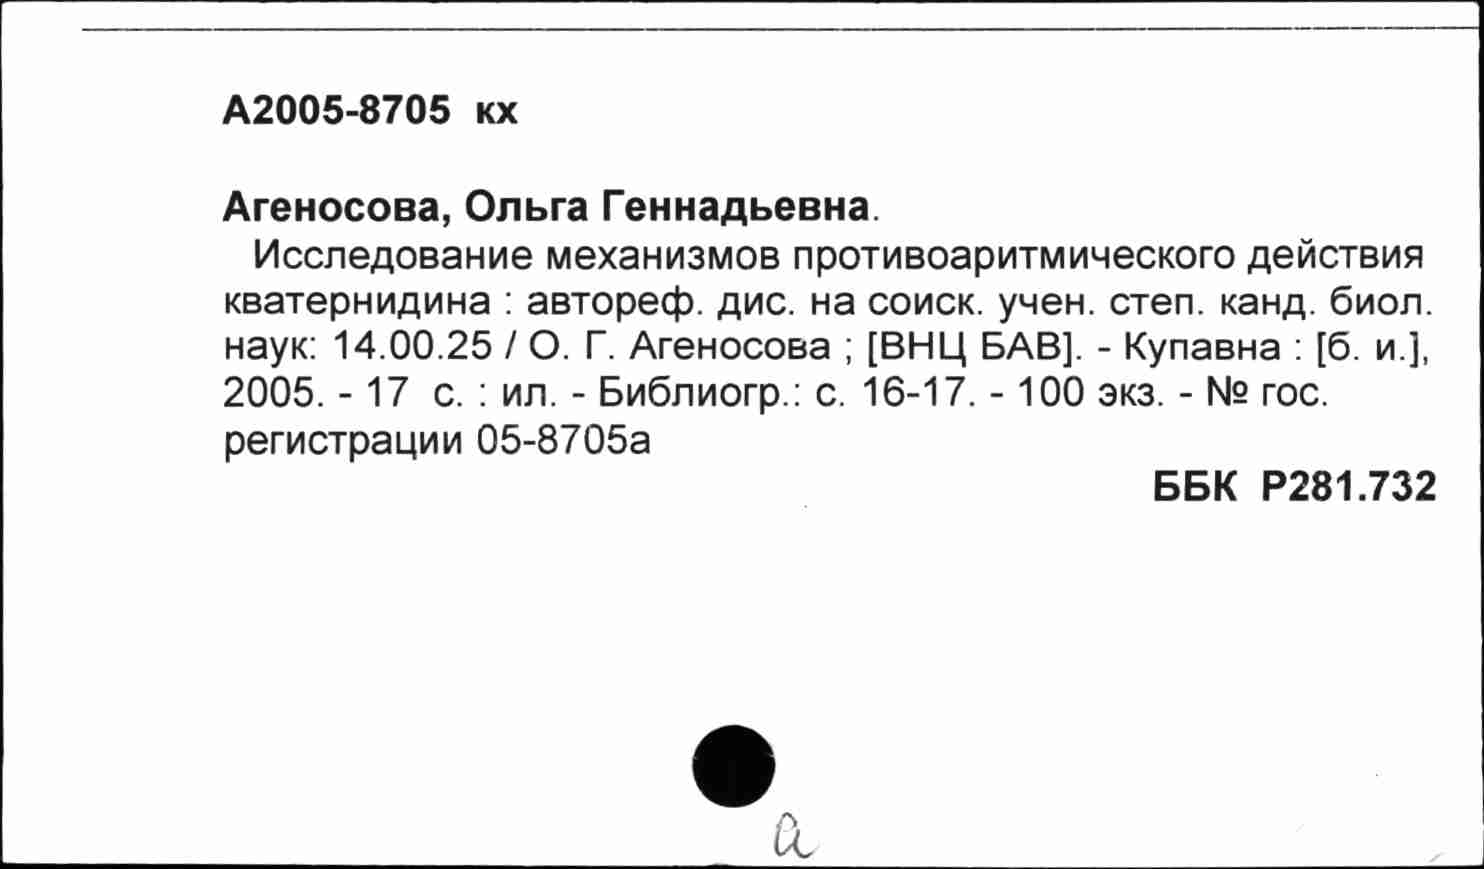 А2005-8705 кх
Агеносова, Ольга Геннадьевна.
Исследование механизмов противоаритмического действия
кватернидина : автореф. дис. на соиск. учен. степ. канд. биол.
наук: 14.00.25 / О. Г. Агеносова ; [ВНЦ БАВ]. - Купавна : [б. и.],
2005. - 17 с. : ил. - Библиогр.: с. 16-17. - 100 экз. - № гос.
регистрации 05-8705а
ББК Р281.732
а